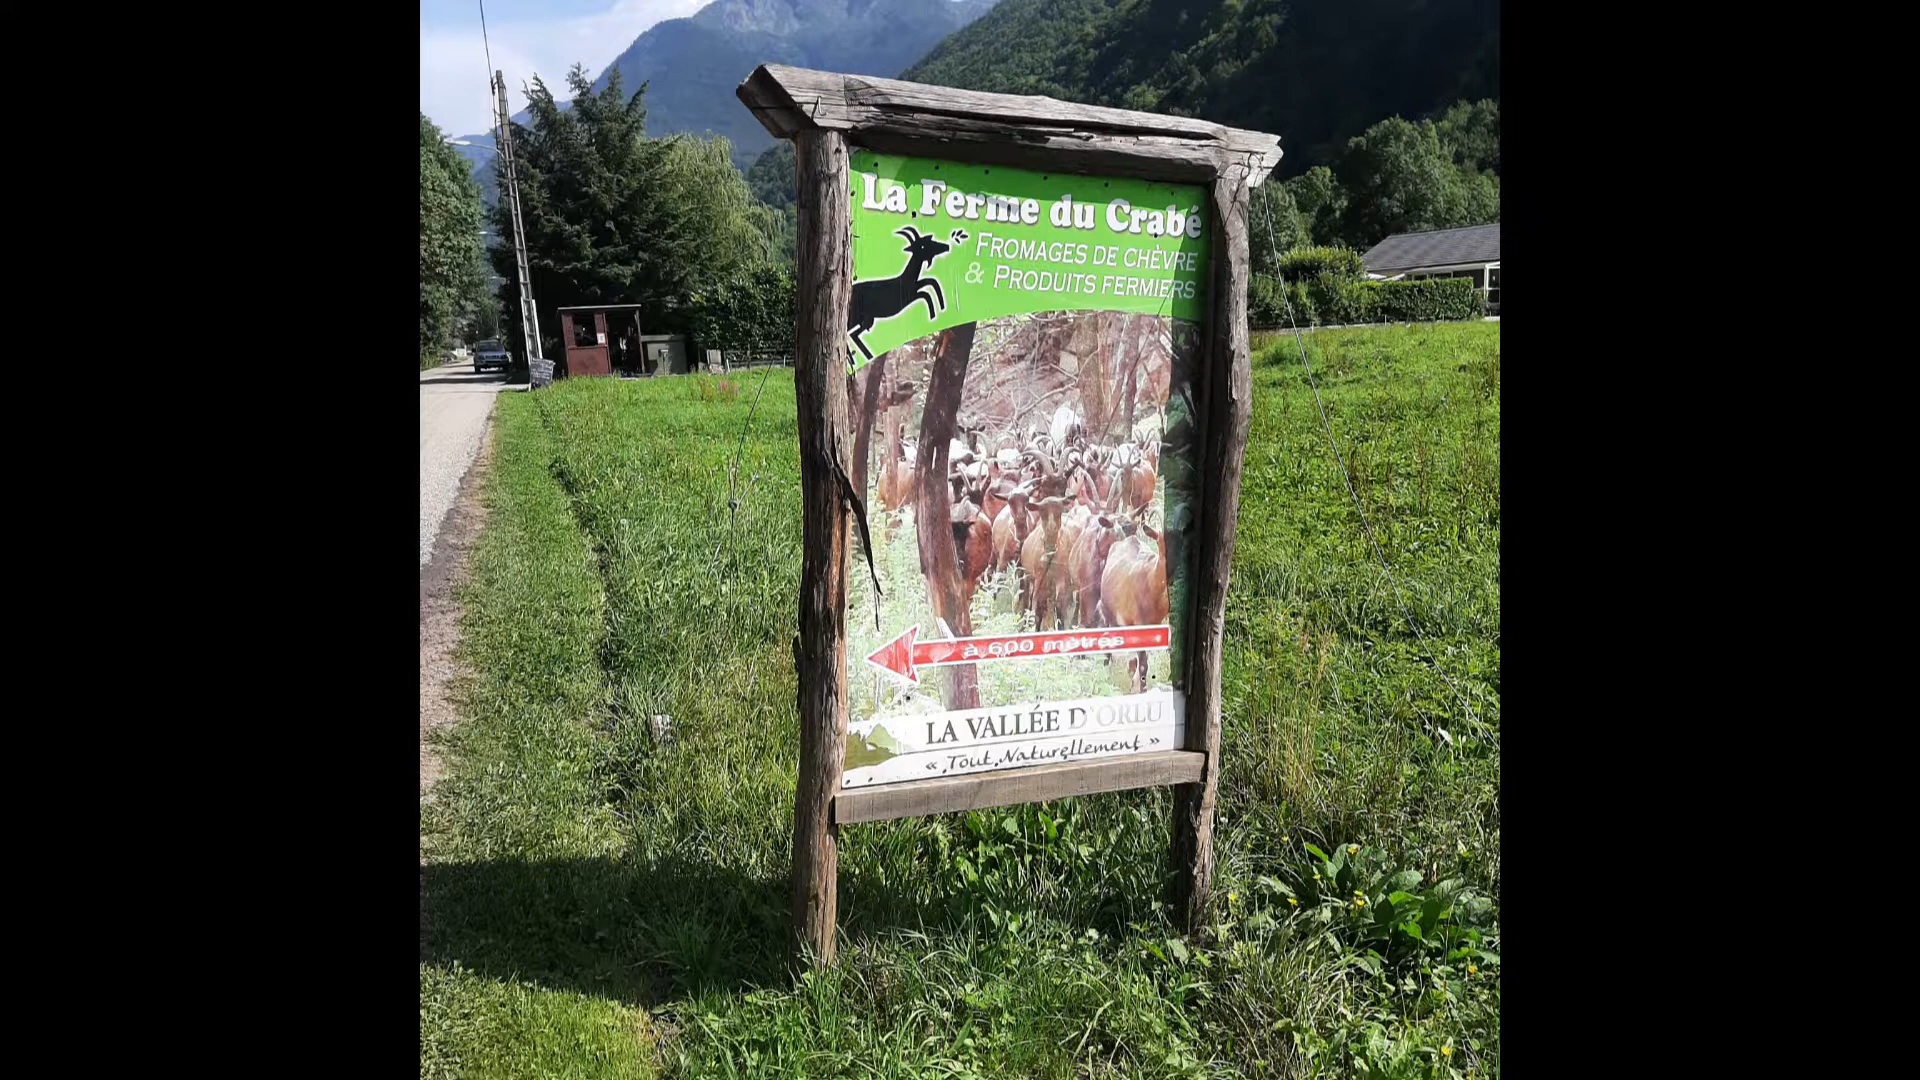 La Ferme du Crabé
FROMAGES DE CHÈVRE
& PRODUITS FERMIERS
à 600 mètres
LA VALLÉE D'ORLU
« Tout Naturellement »